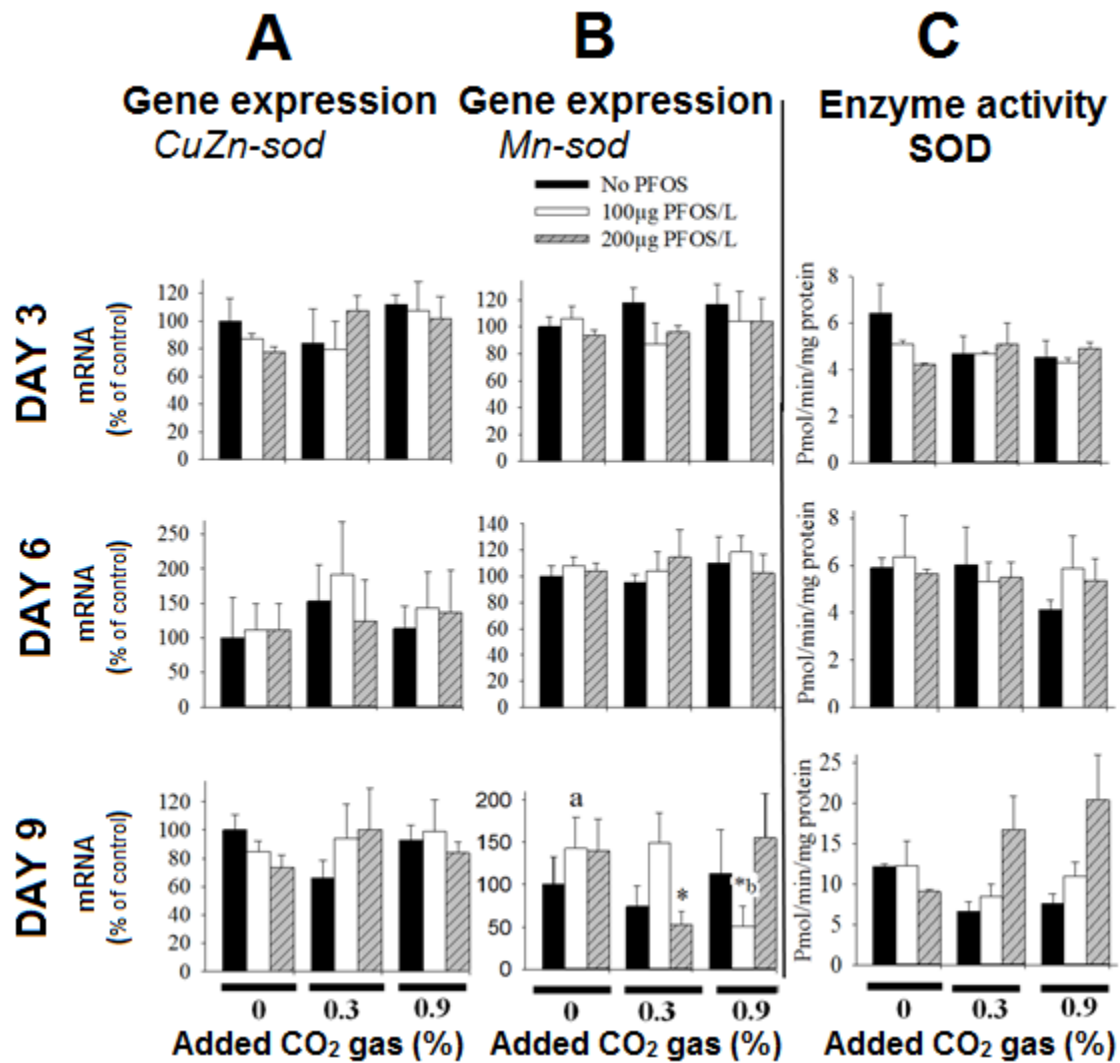 A
B
C
Gene expression
CuZn-sod
Gene expression
Mn-sod
Enzyme activity
SOD
No PFOS
100µg PFOS/L
200µg PFOS/L
DAY 3
mRNA
(% of control)
120
100
80
60
40
20
0
120
100
80
60
40
20
0
Pmol/min/mg protein
8
6
4
2
0
DAY 6
mRNA
(% of control)
250
200
150
100
50
0
140
120
100
80
60
40
20
0
Pmol/min/mg protein
8
6
4
2
0
DAY 9
mRNA
(% of control)
120
100
80
60
40
20
0
200
150
100
50
0
a
*
*b
Pmol/min/mg protein
25
20
15
10
5
0
0 0.3 0.9
Added CO₂ gas (%)
0 0.3 0.9
Added CO₂ gas (%)
0 0.3 0.9
Added CO₂ gas (%)